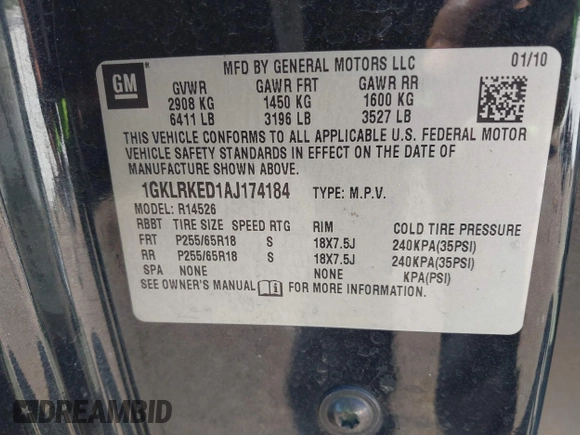 MFD BY GENERAL MOTORS LLC 01/10
GM
GVWR GAWR FRT GAWR RR
2908 KG 1450 KG 1600 KG
6411 LB 3196 LB 3527 LB
THIS VEHICLE CONFORMS TO ALL APPLICABLE U.S. FEDERAL MOTOR
VEHICLE SAFETY STANDARDS IN EFFECT ON THE DATE OF
MANUFACTURE SHOWN ABOVE.
1GKLRKED1AJ174184 TYPE: M.P.V.
MODEL: R14526
RBBT TIRE SIZE SPEED RTG RIM COLD TIRE PRESSURE
FRT P255/65R18 S 18X7.5J 240KPA(35PSI)
RR P255/65R18 S 18X7.5J 240KPA(35PSI)
SPA NONE NONE KPA(PSI)
SEE OWNER'S MANUAL FOR MORE INFORMATION.
DREAMBID